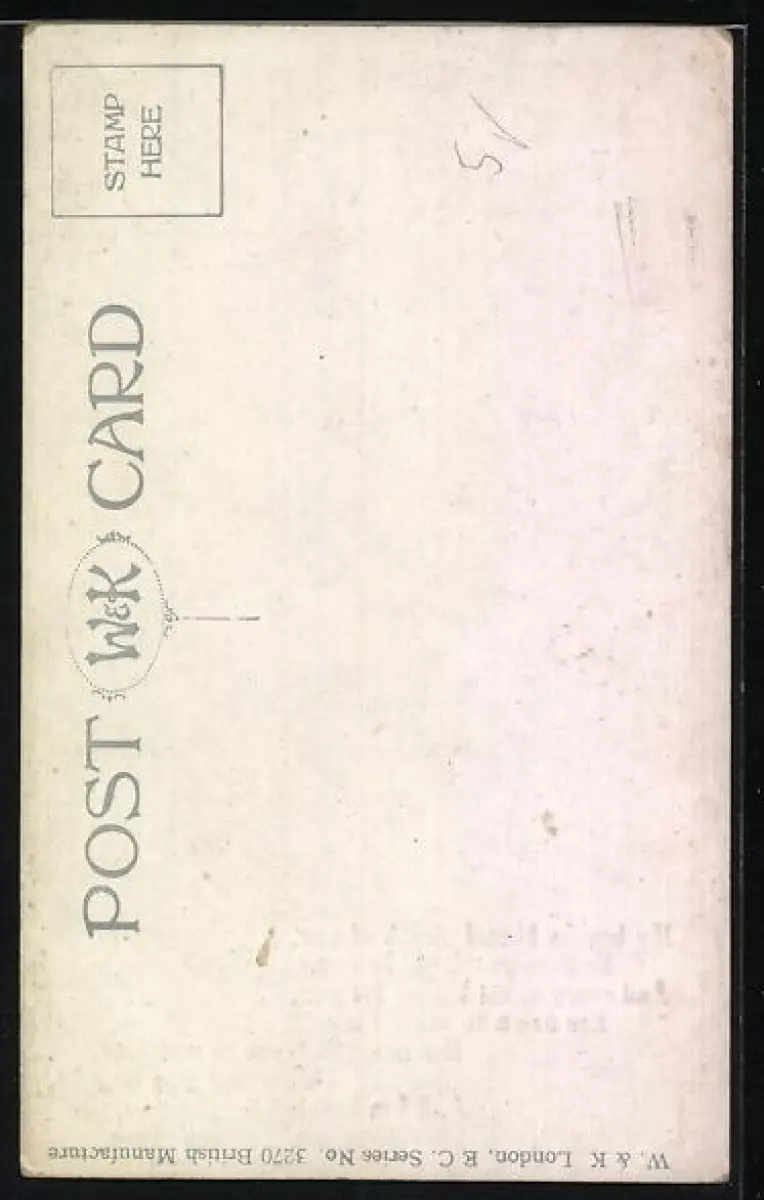 POST W&K CARD
STAMP
HERE
5/
W. & K. London, E.C. Series No. 3270 British Manufacture